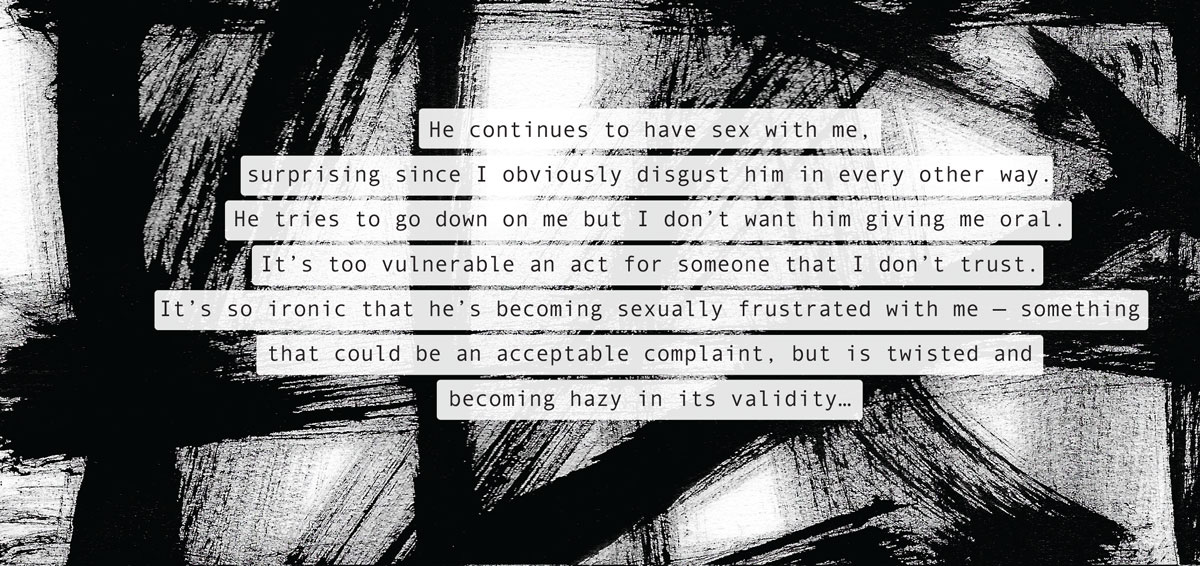 He continues to have sex with me,
surprising since I obviously disgust him in every other way.
He tries to go down on me but I don’t want him giving me oral.
It’s too vulnerable an act for someone that I don’t trust.
It’s so ironic that he’s becoming sexually frustrated with me — something
that could be an acceptable complaint, but is twisted and
becoming hazy in its validity…